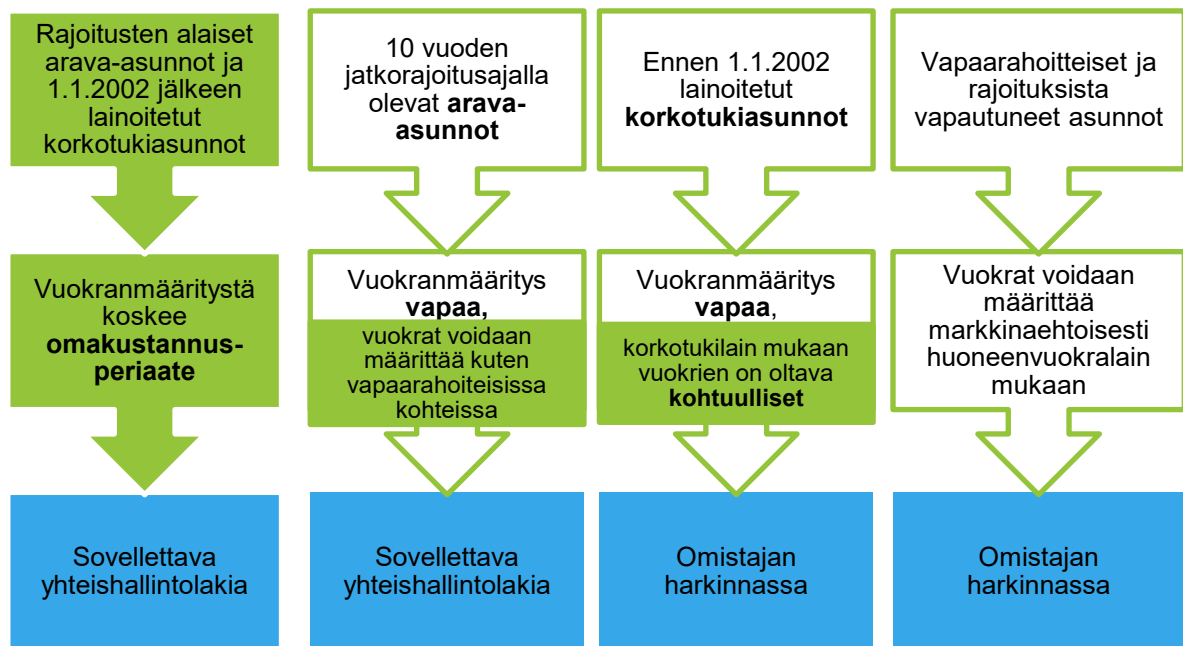 Rajoitusten alaiset
arava-asunnot ja
1.1.2002 jälkeen
lainoitetut
korkotukiasunnot
10 vuoden
jatkorajoitusajalla
olevat arava-
asunnot
Ennen 1.1.2002
lainoitetut
korkotukiasunnot
Vapaarahoitteiset ja
rajoituksista
vapautuneet asunnot
Vuokranmääritystä
koskee
omakustannus-
periaate
Vuokranmääritys
vapaa,
vuokrat voidaan
määrittää kuten
vapaarahoiteisissa
kohteissa
Vuokranmääritys
vapaa,
korkotukilain mukaan
vuokrien on oltava
kohtuulliset
Vuokrat voidaan
määrittää
markkinaehtoisesti
huoneenvuokralain
mukaan
Sovellettava
yhteishallintolakia
Sovellettava
yhteishallintolakia
Omistajan
harkinnassa
Omistajan
harkinnassa